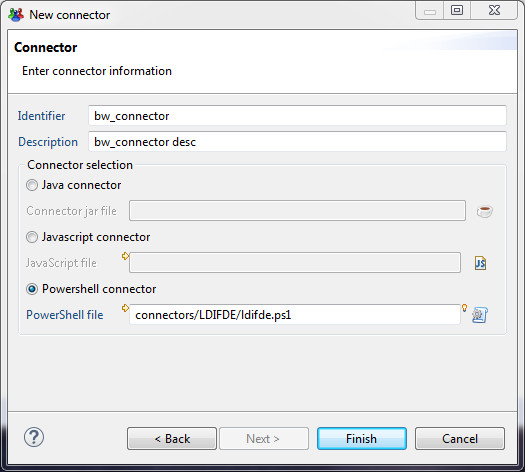 New connector
Connector
Enter connector information
Identifier bw_connector
Description bw_connector desc
Connector selection
Java connector
Connector jar file
Javascript connector
JavaScript file JS
Powershell connector
PowerShell file connectors/LDIFDE/ldifde.ps1
? < Back Next > Finish Cancel